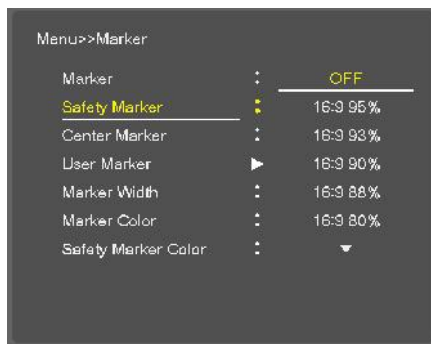 Menu>>Marker
Marker : OFF
Safety Marker : 16:9 95%
Center Marker : 16:9 93%
User Marker ▶ 16:9 90%
Marker Width : 16:9 88%
Marker Color : 16:9 80%
Safety Marker Color : ▼